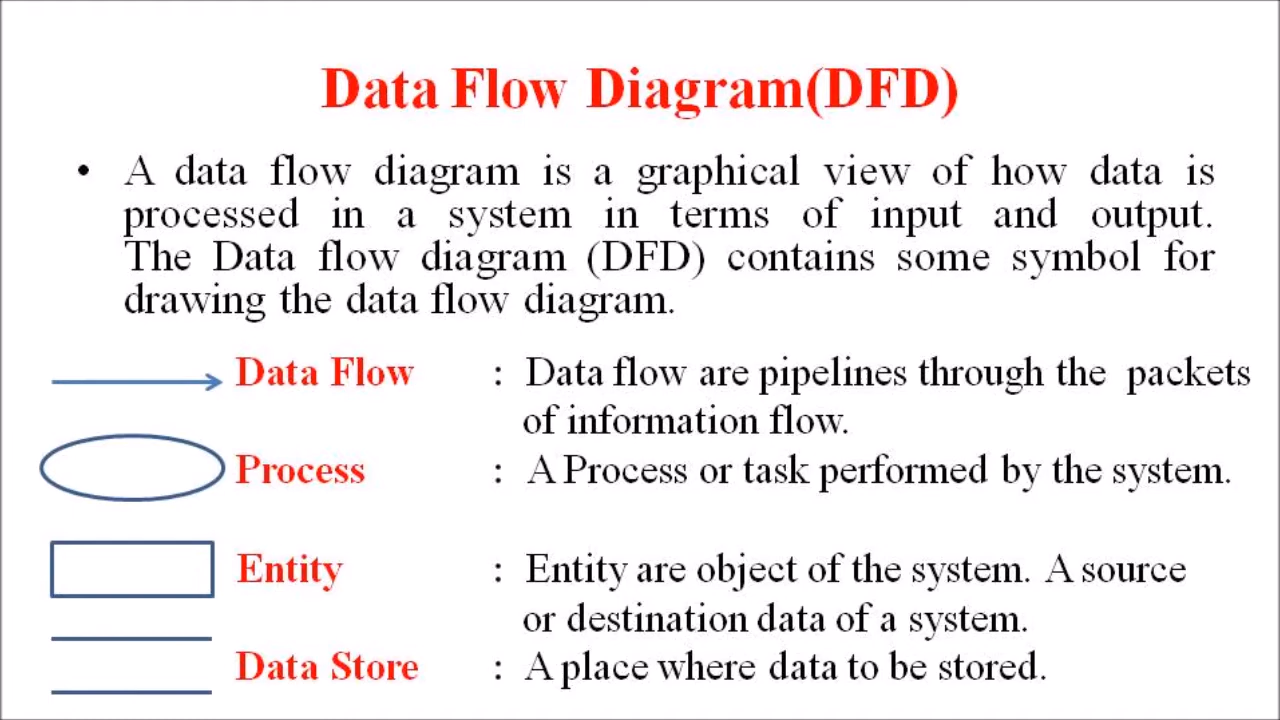 Data Flow Diagram(DFD)
• A data flow diagram is a graphical view of how data is
processed in a system in terms of input and output.
The Data flow diagram (DFD) contains some symbol for
drawing the data flow diagram.
Data Flow : Data flow are pipelines through the packets
of information flow.
Process : A Process or task performed by the system.
Entity : Entity are object of the system. A source
or destination data of a system.
Data Store : A place where data to be stored.